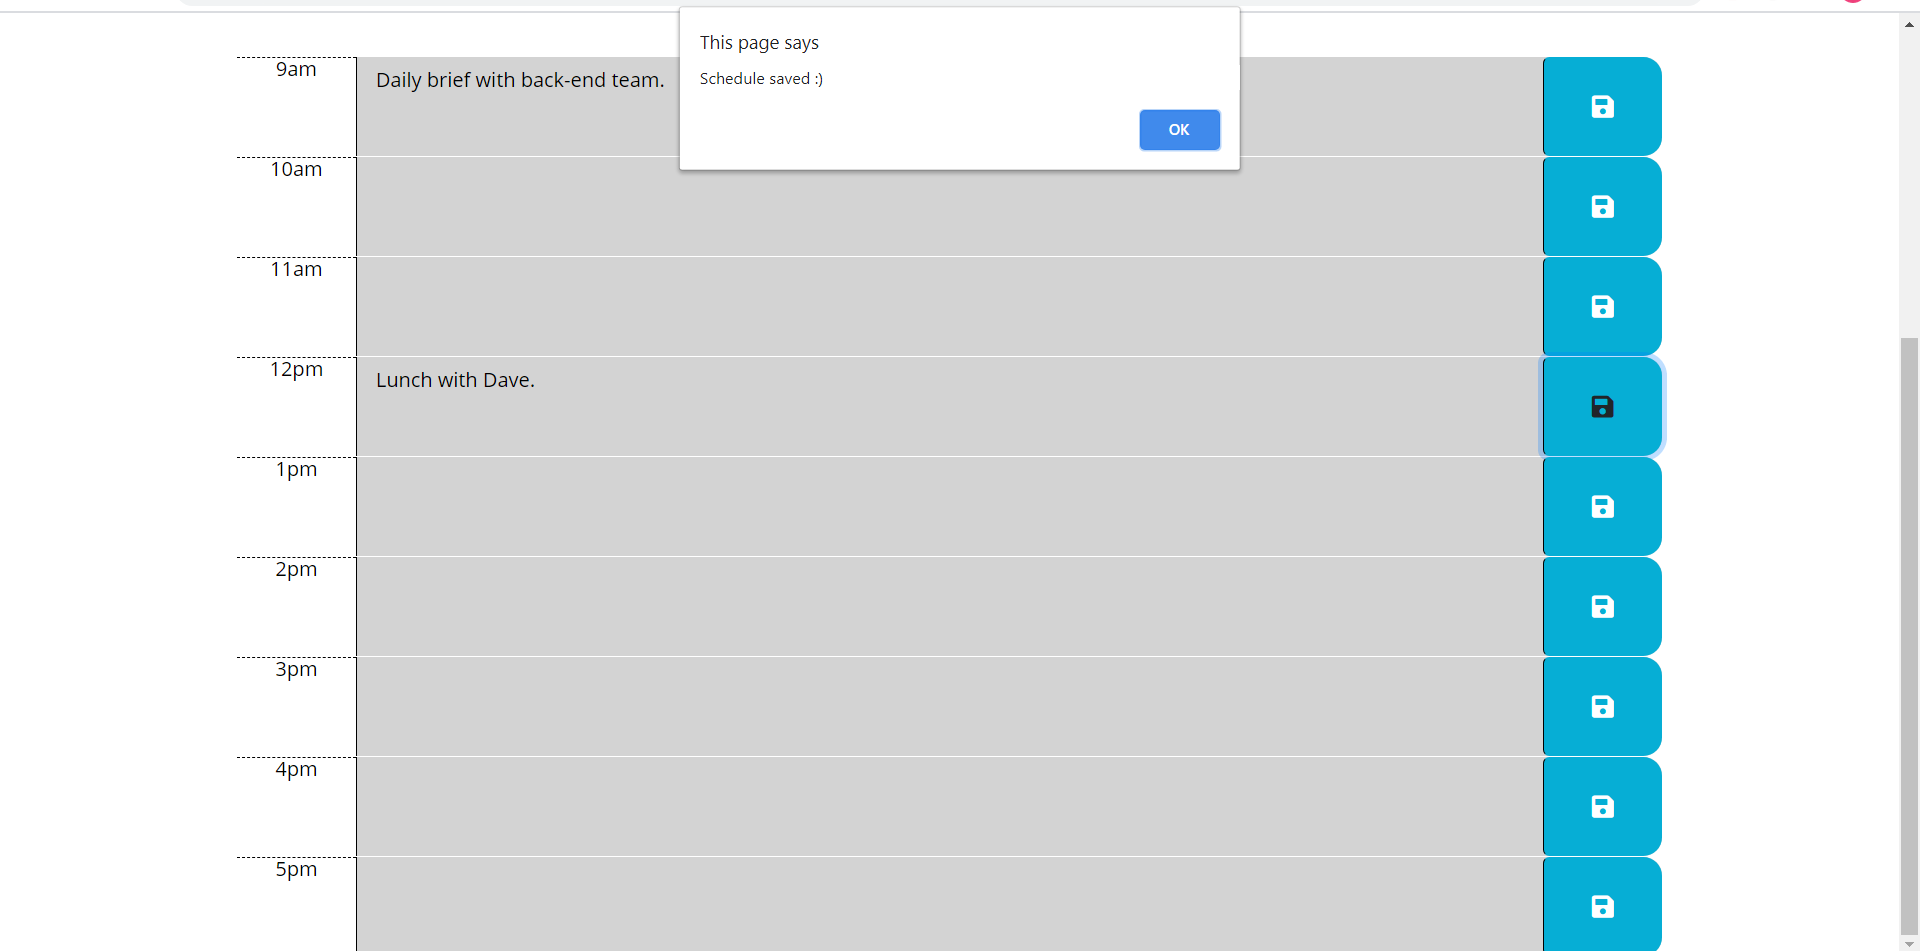 This page says
Schedule saved :)
OK
9am
Daily brief with back-end team.
10am
11am
12pm
Lunch with Dave.
1pm
2pm
3pm
4pm
5pm